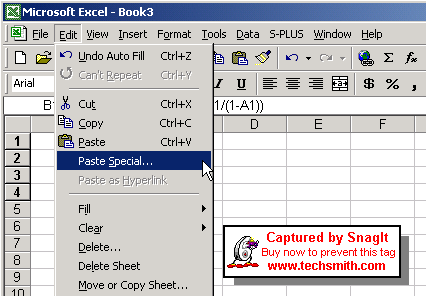 Microsoft Excel - Book3
File Edit View Insert Format Tools Data S-PLUS Window Help
Undo Auto Fill Ctrl+Z
Can't Repeat Ctrl+Y
Arial
B I U $ % ,
Cut Ctrl+X
B 1/(1-A1))
Copy Ctrl+C
D E F
Paste Ctrl+V
1
Paste Special...
2
3
Paste as Hyperlink
4
5
Fill
6
Clear
7
Delete...
8
Delete Sheet
9
Move or Copy Sheet...
10
Captured by SnagIt
Buy now to prevent this tag
www.techsmith.com